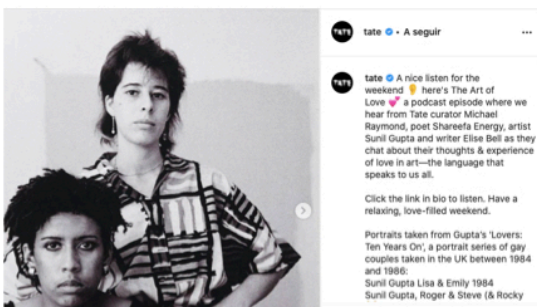 TATE
tate • A seguir
TATE
tate A nice listen for the
weekend 👂 here's The Art of
Love 💞 a podcast episode where we
hear from Tate curator Michael
Raymond, poet Shareefa Energy, artist
Sunil Gupta and writer Elise Bell as they
chat about their thoughts & experience
of love in art—the language that
speaks to us all.
Click the link in bio to listen. Have a
relaxing, love-filled weekend.
Portraits taken from Gupta's 'Lovers:
Ten Years On', a portrait series of gay
couples taken in the UK between 1984
and 1986:
Sunil Gupta Lisa & Emily 1984
Sunil Gupta, Roger & Steve (& Rocky